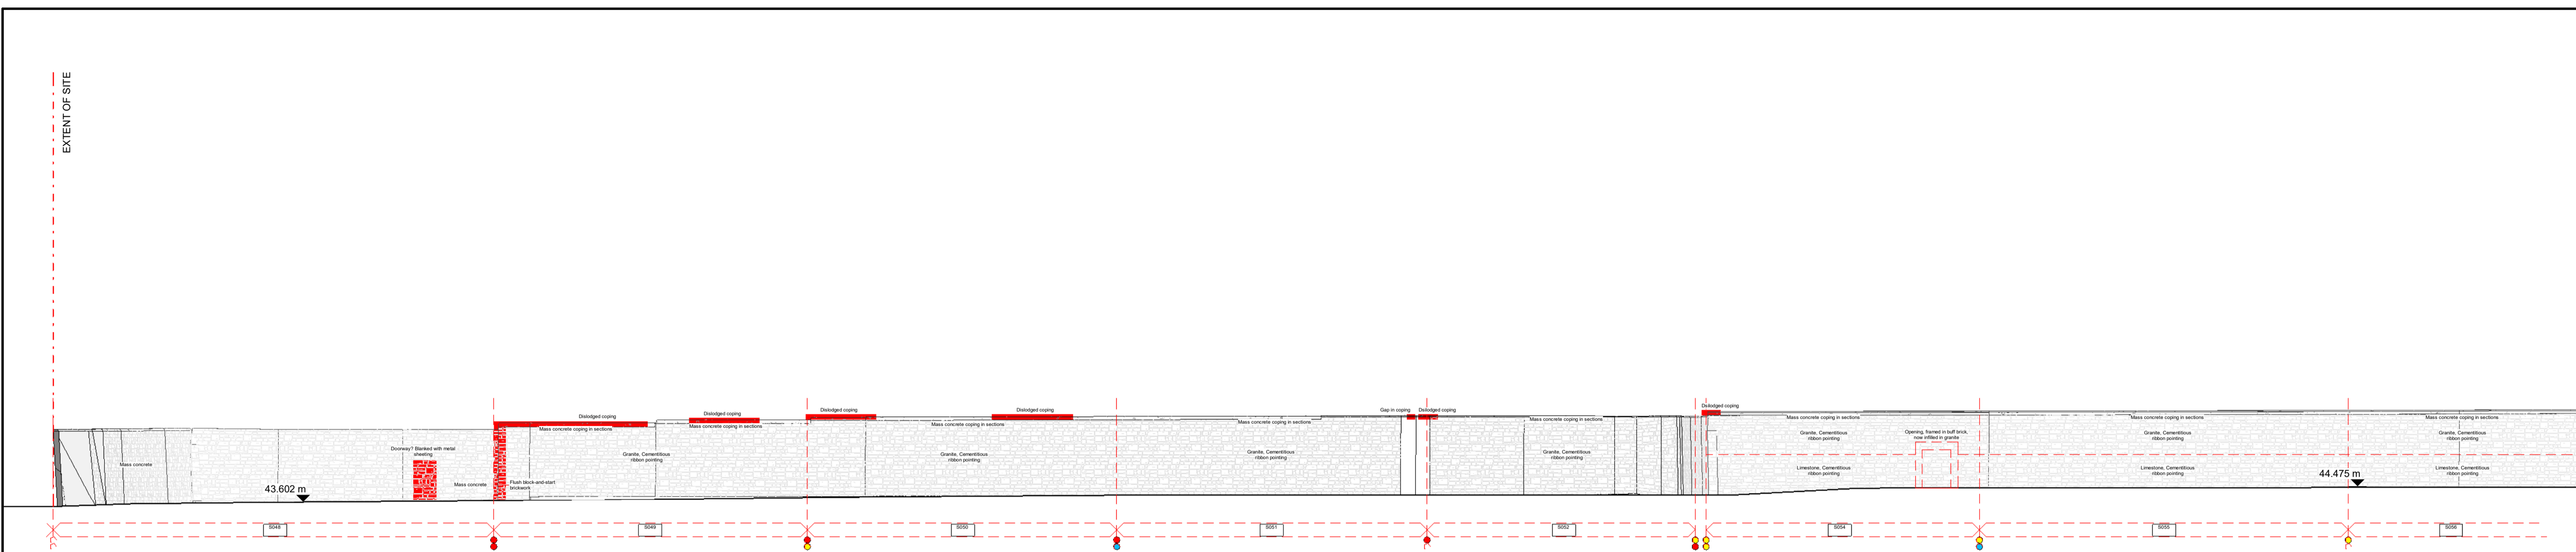 EXTENT OF SITE
Dislodged coping
Mass concrete coping in sections
Dislodged coping
Mass concrete coping in sections
Dislodged coping
Mass concrete coping in sections
Dislodged coping
Mass concrete coping in sections
Gap in coping
Dislodged coping
Mass concrete coping in sections
Dislodged coping
Mass concrete coping in sections
Mass concrete coping in sections
Mass concrete coping in sections
Mass concrete
Doorway? Blanked with metal
sheeting
Mass concrete
Flush block-and-start
brickwork
Granite, Cementitious
ribbon pointing
Granite, Cementitious
ribbon pointing
Granite, Cementitious
ribbon pointing
Granite, Cementitious
ribbon pointing
Granite, Cementitious
ribbon pointing
Limestone, Cementitious
ribbon pointing
Opening, framed in buff brick,
now infilled in granite
Granite, Cementitious
ribbon pointing
Limestone, Cementitious
ribbon pointing
Granite, Cementitious
ribbon pointing
Limestone, Cementitious
ribbon pointing
43.602 m
44.475 m
S048
S049
S050
S051
S052
S054
S055
S056